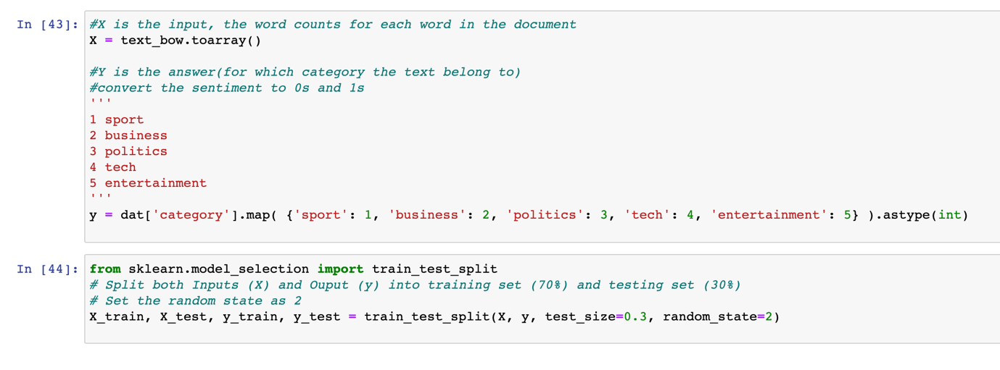 In [43]: #X is the input, the word counts for each word in the document
X = text_bow.toarray()
#Y is the answer(for which category the text belong to)
#convert the sentiment to 0s and 1s
'''
1 sport
2 business
3 politics
4 tech
5 entertainment
'''
y = dat['category'].map( {'sport': 1, 'business': 2, 'politics': 3, 'tech': 4, 'entertainment': 5} ).astype(int)
In [44]: from sklearn.model_selection import train_test_split
# Split both Inputs (X) and Ouput (y) into training set (70%) and testing set (30%)
# Set the random state as 2
X_train, X_test, y_train, y_test = train_test_split(X, y, test_size=0.3, random_state=2)